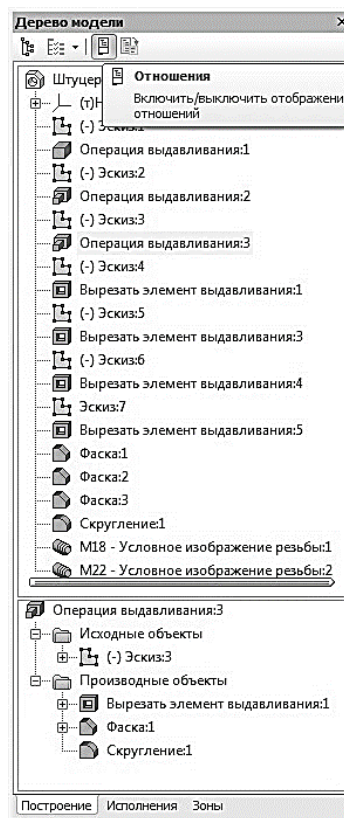 Дерево модели
Штуцер
Отношения
(т)Н
Включить/выключить отображени
отношений
(-) Эскиз:1
Операция выдавливания:1
(-) Эскиз:2
Операция выдавливания:2
(-) Эскиз:3
Операция выдавливания:3
(-) Эскиз:4
Вырезать элемент выдавливания:1
(-) Эскиз:5
Вырезать элемент выдавливания:3
(-) Эскиз:6
Вырезать элемент выдавливания:4
Эскиз:7
Вырезать элемент выдавливания:5
Фаска:1
Фаска:2
Фаска:3
Скругление:1
М18 - Условное изображение резьбы:1
М22 - Условное изображение резьбы:2
Операция выдавливания:3
Исходные объекты
(-) Эскиз:3
Производные объекты
Вырезать элемент выдавливания:1
Фаска:1
Скругление:1
Построение Исполнения Зоны